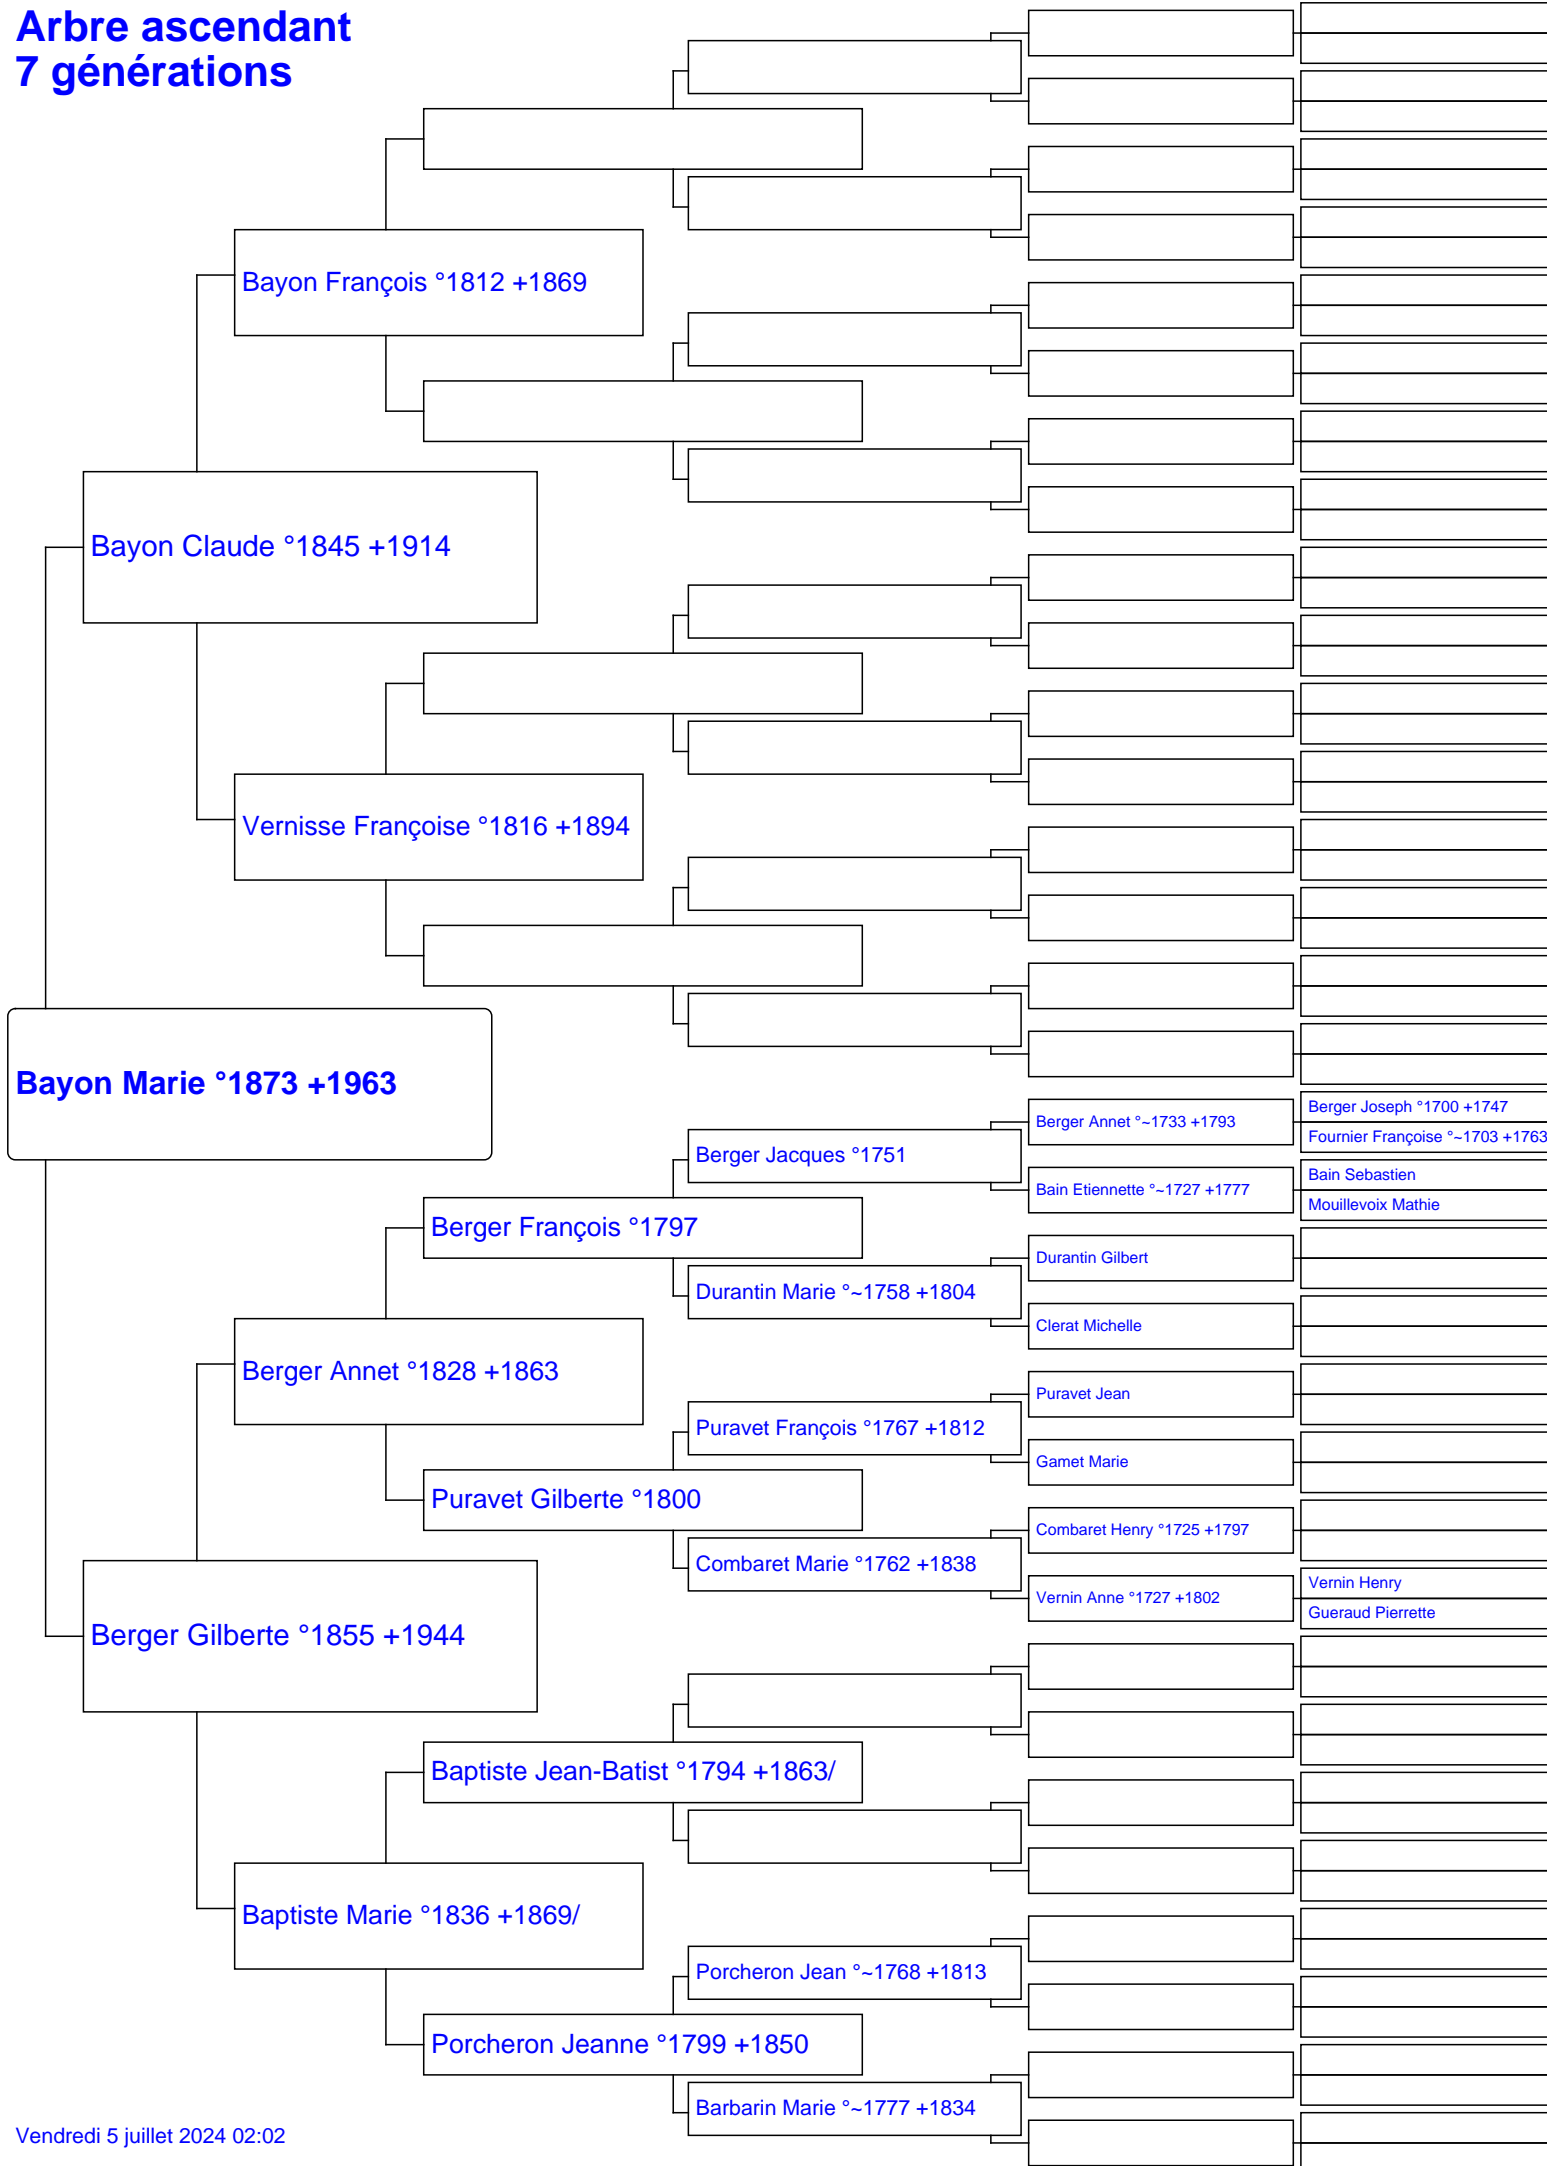 Arbre ascendant
7 générations
Bayon François °1812 +1869
Bayon Claude °1845 +1914
Vernisse Françoise °1816 +1894
Bayon Marie °1873 +1963
Berger Joseph °1700 +1747
Berger Annet °~1733 +1793
Fournier Françoise °~1703 +1763
Berger Jacques °1751
Bain Sebastien
Bain Etiennette °~1727 +1777
Mouillevoix Mathie
Berger François °1797
Durantin Gilbert
Durantin Marie °~1758 +1804
Clerat Michelle
Berger Annet °1828 +1863
Puravet Jean
Puravet François °1767 +1812
Gamet Marie
Puravet Gilberte °1800
Combaret Henry °1725 +1797
Combaret Marie °1762 +1838
Vernin Henry
Vernin Anne °1727 +1802
Gueraud Pierrette
Berger Gilberte °1855 +1944
Baptiste Jean-Batist °1794 +1863/
Baptiste Marie °1836 +1869/
Porcheron Jean °~1768 +1813
Porcheron Jeanne °1799 +1850
Barbarin Marie °~1777 +1834
Vendredi 5 juillet 2024 02:02